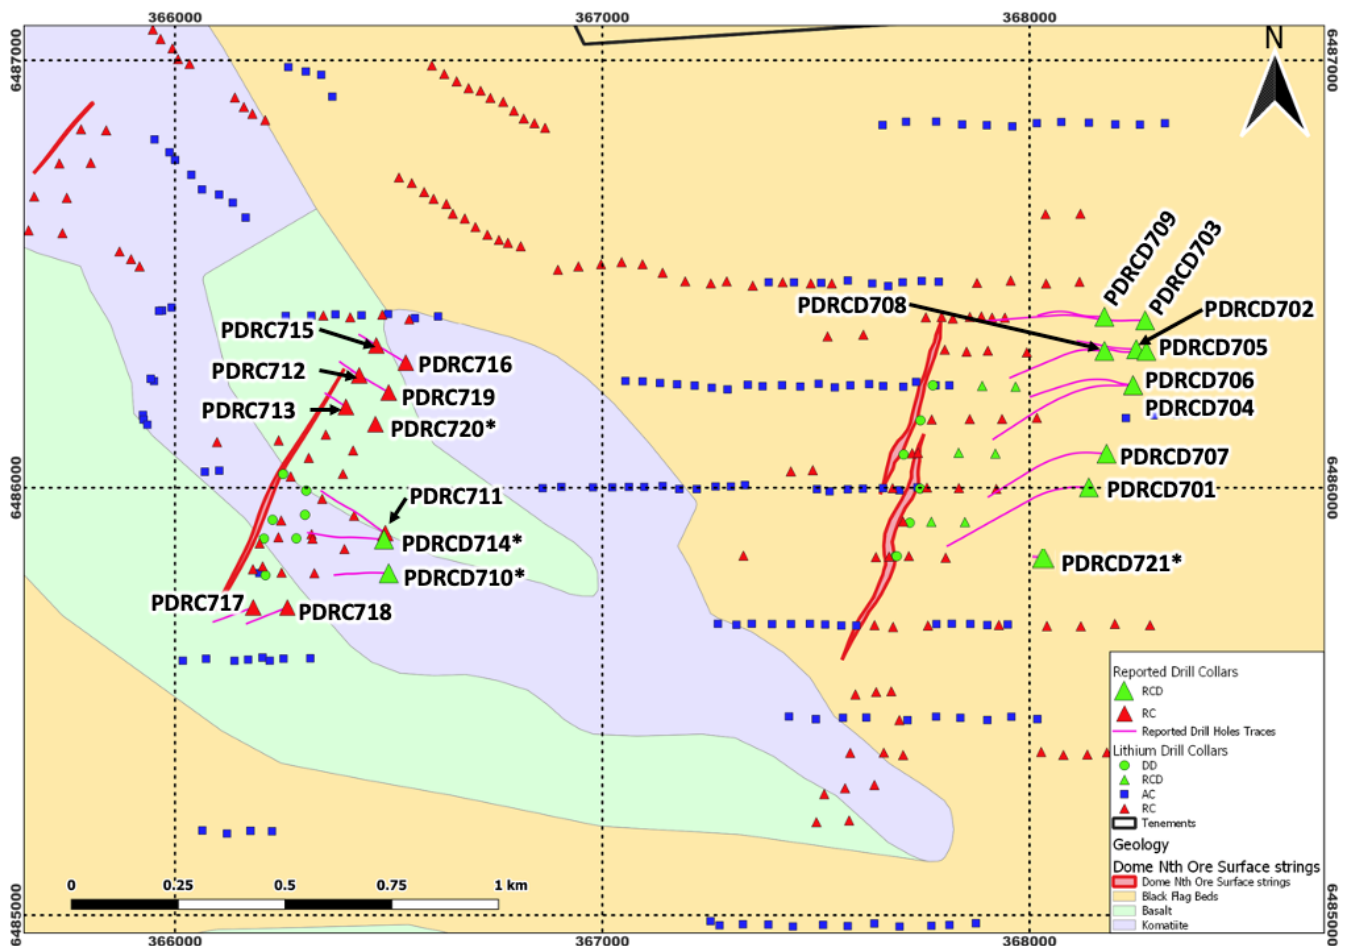 366000
367000
368000
6487000
6487000
N
PDRCD709
PDRCD703
PDRCD708
PDRCD702
PDRC715
PDRCD705
PDRC716
PDRC712
PDRCD706
PDRC719
PDRC713
PDRCD704
PDRC720*
PDRCD707
6486000
6486000
PDRCD701
PDRC711
PDRCD714*
PDRCD721*
PDRCD710*
PDRC717
PDRC718
Reported Drill Collars
RCD
RC
Reported Drill Holes Traces
Lithium Drill Collars
DD
RCD
AC
RC
Tenements
Geology
Dome Nth Ore Surface strings
Dome Nth Ore Surface strings
Black Flag Beds
Basalt
Komatiite
0 0.25 0.5 0.75 1 km
6485000
6485000
366000
367000
368000